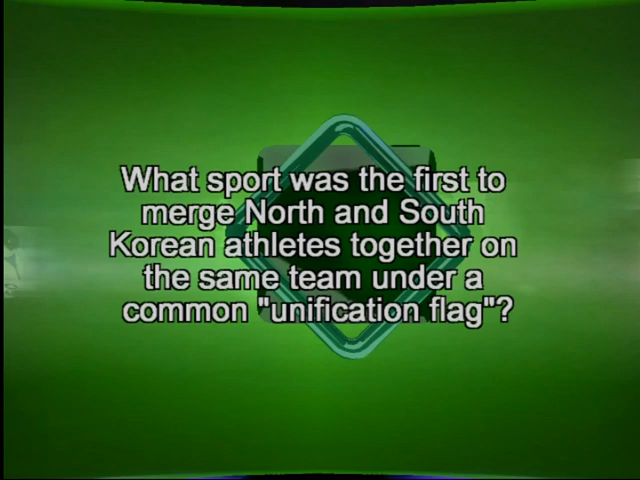 What sport was the first to
merge North and South
Korean athletes together on
the same team under a
common "unification flag"?